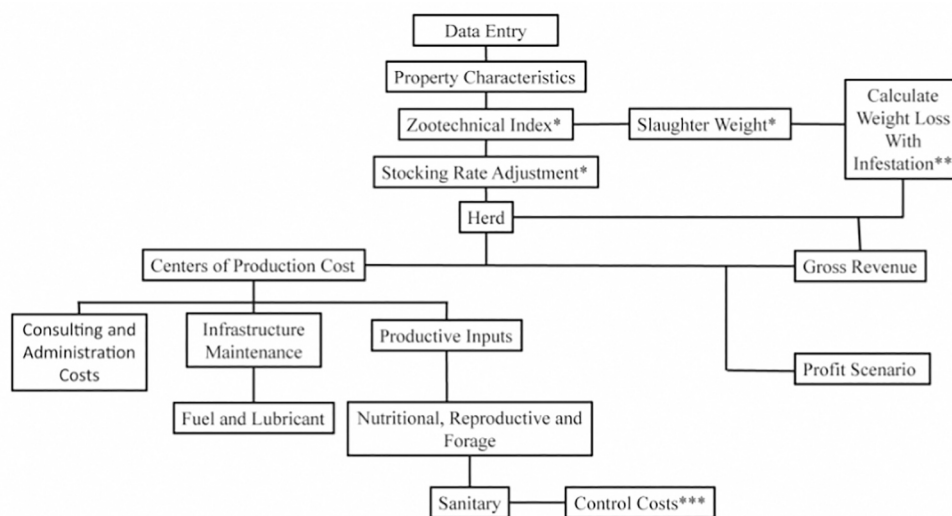 Data Entry
Property Characteristics
Zootechnical Index*
Slaughter Weight*
Calculate
Weight Loss
With
Infestation**
Stocking Rate Adjustment*
Herd
Centers of Production Cost
Gross Revenue
Consulting and
Administration
Costs
Infrastructure
Maintenance
Productive Inputs
Profit Scenario
Fuel and Lubricant
Nutritional, Reproductive and
Forage
Sanitary
Control Costs***